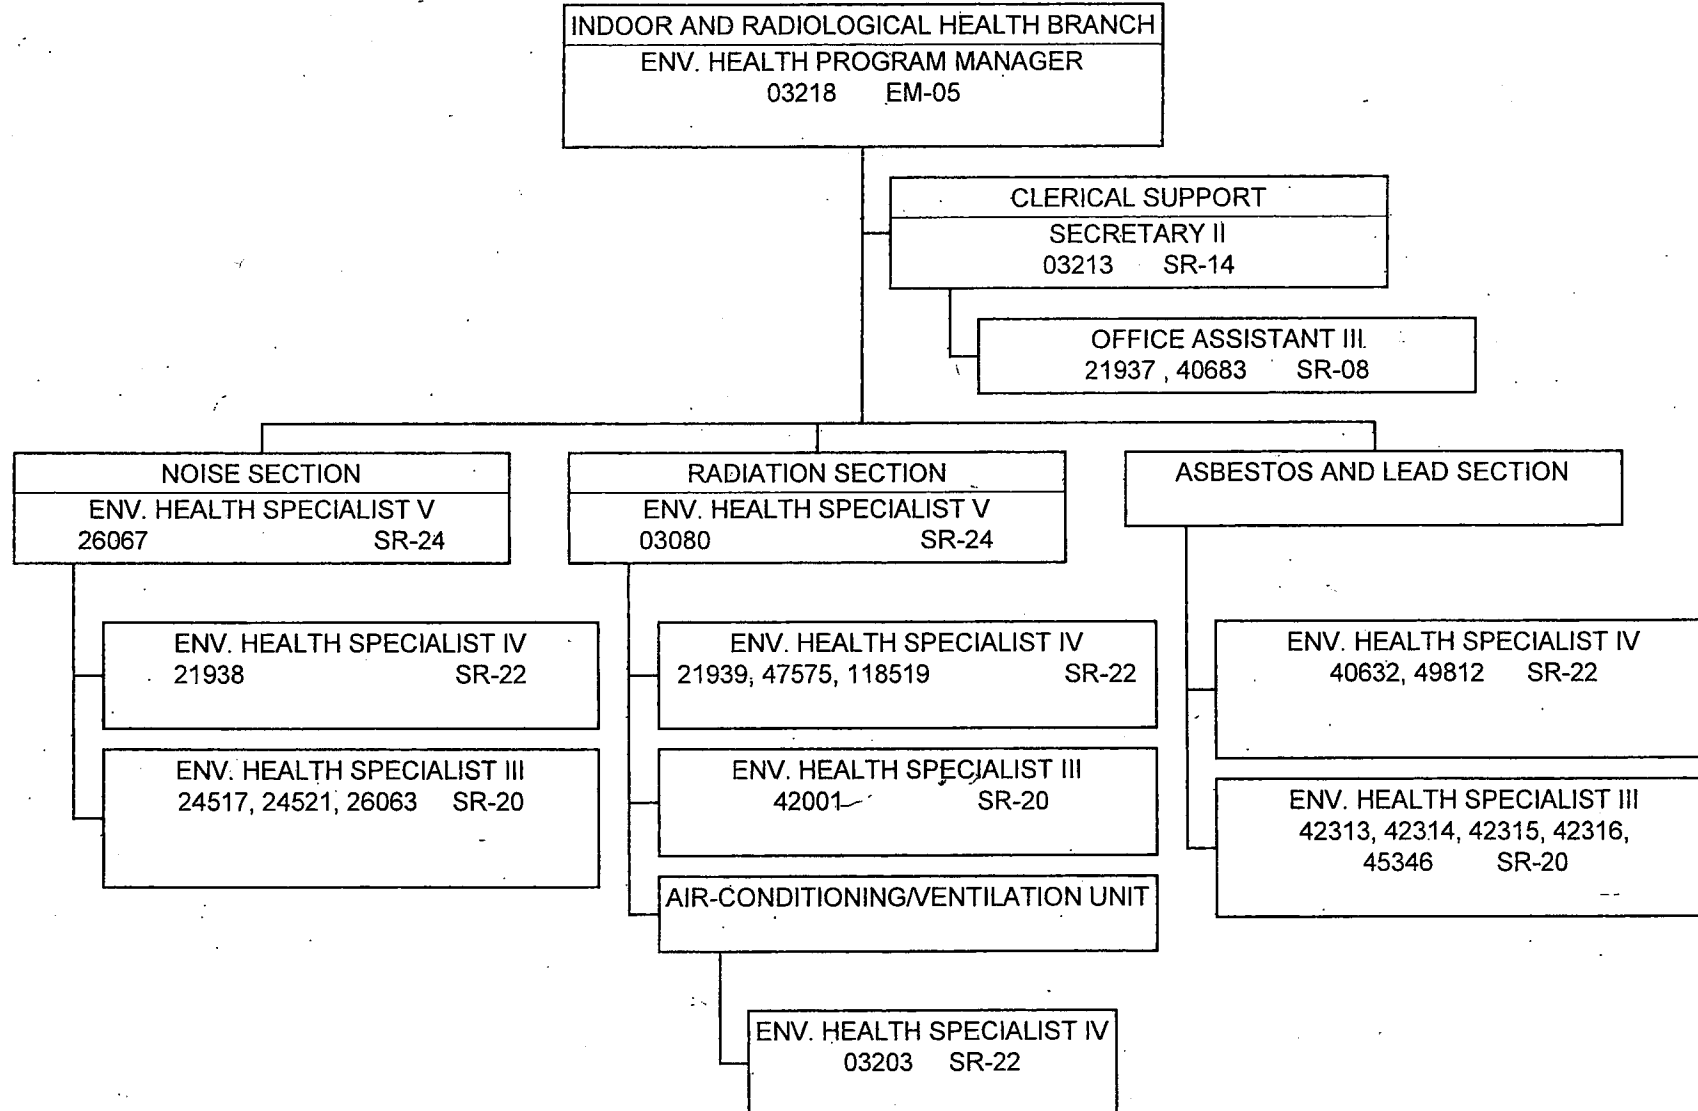 INDOOR AND RADIOLOGICAL HEALTH BRANCH
ENV. HEALTH PROGRAM MANAGER
03218 EM-05
CLERICAL SUPPORT
SECRETARY II
03213 SR-14
OFFICE ASSISTANT III
21937 , 40683 SR-08
NOISE SECTION
ENV. HEALTH SPECIALIST V
26067 SR-24
ENV. HEALTH SPECIALIST IV
21938 SR-22
ENV. HEALTH SPECIALIST III
24517, 24521, 26063 SR-20
RADIATION SECTION
ENV. HEALTH SPECIALIST V
03080 SR-24
ENV. HEALTH SPECIALIST IV
21939, 47575, 118519 SR-22
ENV. HEALTH SPECIALIST III
42001 SR-20
AIR-CONDITIONING/VENTILATION UNIT
ENV. HEALTH SPECIALIST IV
03203 SR-22
ASBESTOS AND LEAD SECTION
ENV. HEALTH SPECIALIST IV
40632, 49812 SR-22
ENV. HEALTH SPECIALIST III
42313, 42314, 42315, 42316,
45346 SR-20